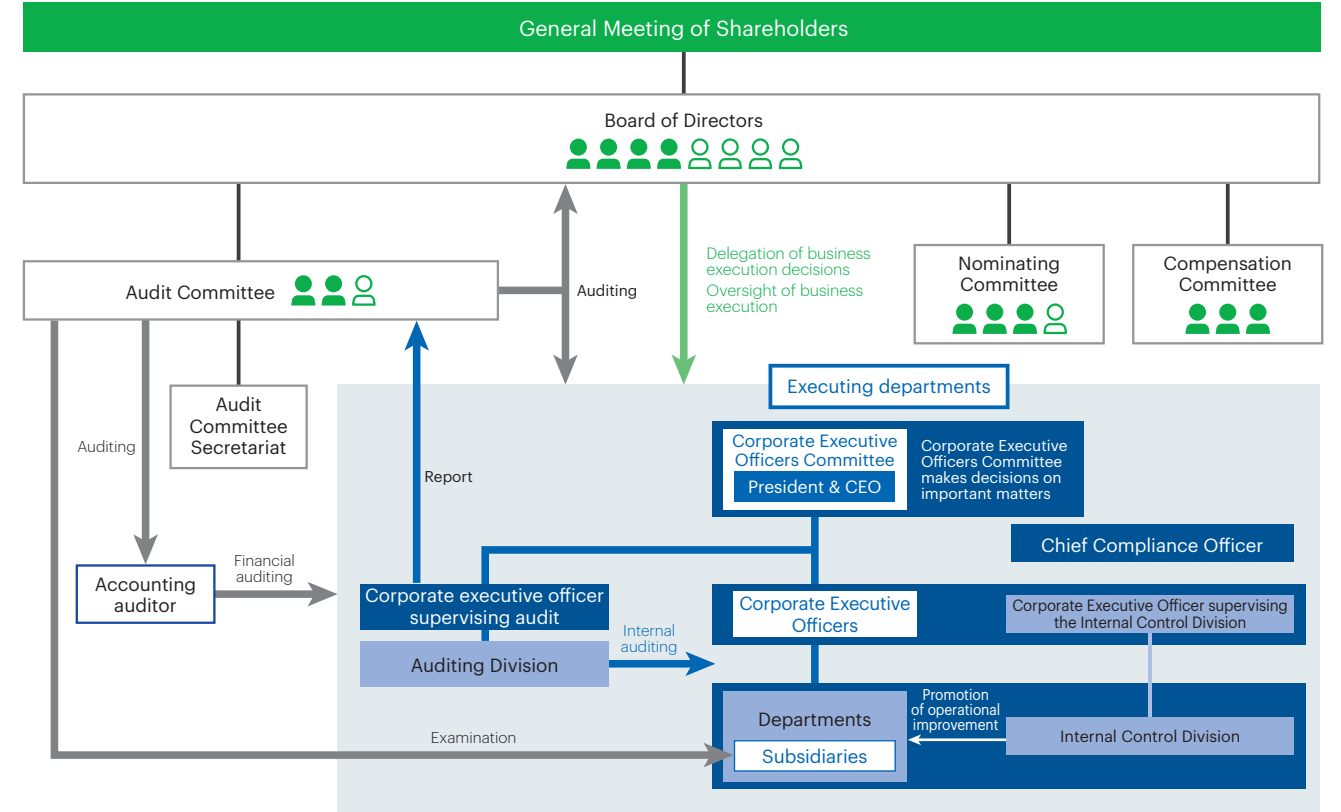 General Meeting of Shareholders
Board of Directors
Delegation of business
execution decisions
Oversight of business
execution
Nominating
Committee
Compensation
Committee
Audit Committee
Auditing
Executing departments
Audit
Committee
Secretariat
Auditing
Report
Corporate Executive
Officers Committee
President & CEO
Corporate Executive
Officers Committee
makes decisions on
important matters
Chief Compliance Officer
Financial
auditing
Accounting
auditor
Corporate executive officer
supervising audit
Corporate Executive
Officers
Corporate Executive Officer supervising
the Internal Control Division
Internal
auditing
Auditing Division
Departments
Subsidiaries
Promotion
of operational
improvement
Internal Control Division
Examination